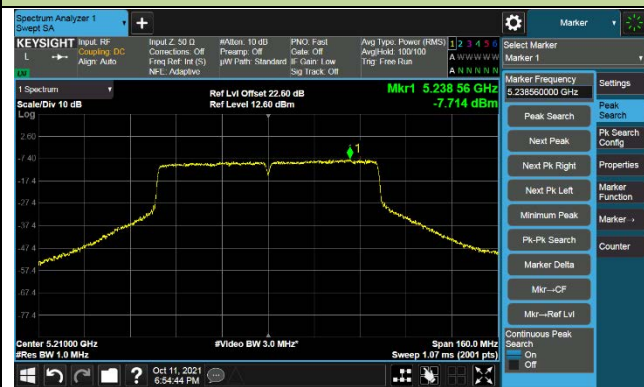 Spectrum Analyzer 1
Swept SA
Marker
KEYSIGHT
L
LW
Input: RF
Coupling: DC
Align: Auto
Input Z: 50 Ω
Corrections: Off
Freq Ref: Int (S)
NFE: Adaptive
#Atten: 10 dB
Preamp: Off
µW Path: Standard
PNO: Fast
Gate: Off
IF Gain: Low
Sig Track: Off
Avg Type: Power (RMS)
Avg|Hold: 100/100
Trig: Free Run
1 2 3 4 5 6
A W W W W W
A N N N N N
Select Marker
Marker 1
1 Spectrum
Scale/Div 10 dB
Log
Ref Lvl Offset 22.60 dB
Ref Level 12.60 dBm
Mkr1 5.238 56 GHz
-7.714 dBm
1
2.60
-7.40
-17.4
-27.4
-37.4
-47.4
-57.4
-67.4
-77.4
Center 5.21000 GHz
#Res BW 1.0 MHz
#Video BW 3.0 MHz*
Span 160.0 MHz
Sweep 1.07 ms (2001 pts)
Marker Frequency
5.238560000 GHz
Peak Search
Next Peak
Next Pk Right
Next Pk Left
Minimum Peak
Pk-Pk Search
Marker Delta
Mkr→CF
Mkr→Ref Lvl
Continuous Peak
Search
On
Off
Settings
Peak
Search
Pk Search
Config
Properties
Marker
Function
Marker→
Counter
?
Oct 11, 2021
6:54:44 PM